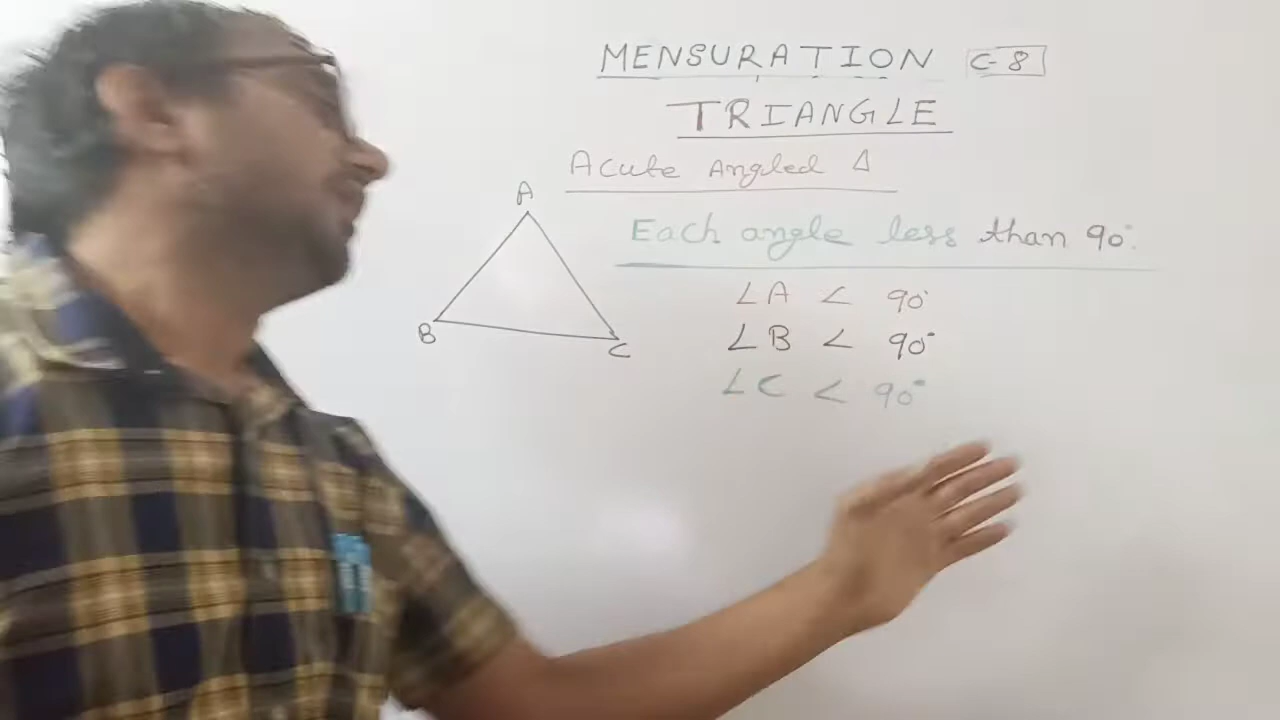 MENSURATION C-8
TRIANGLE
Acute Angled Δ
A
Each angle less than 90°.
∠A < 90°
B
∠B < 90°
C
∠C < 90°